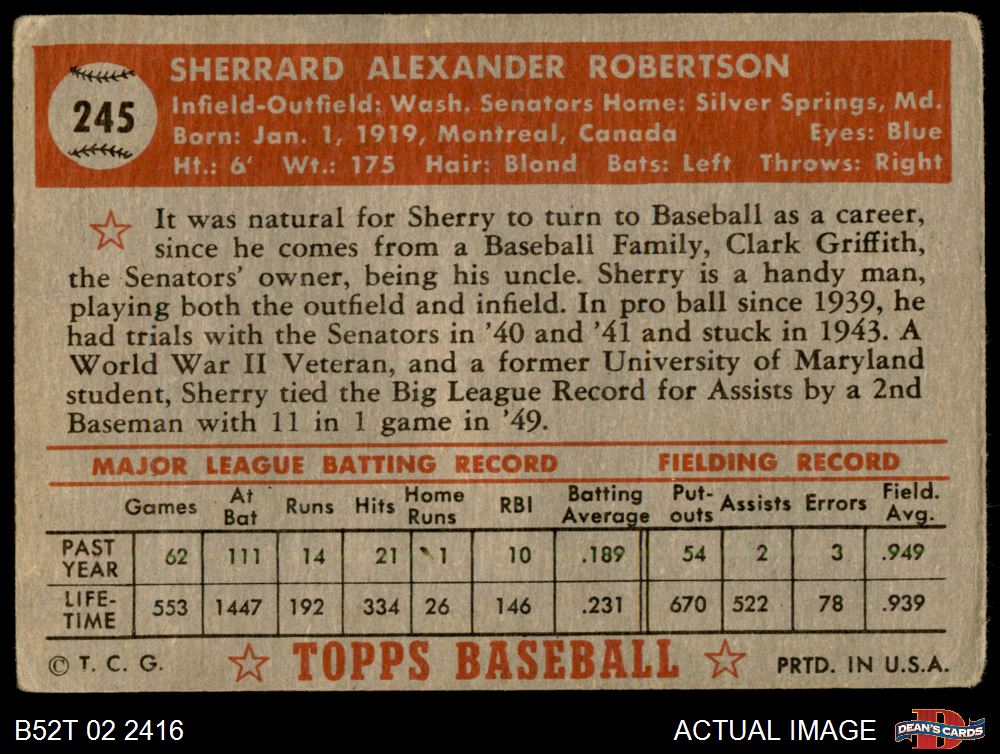 245
SHERRARD ALEXANDER ROBERTSON
Infield-Outfield: Wash. Senators Home: Silver Springs, Md.
Born: Jan. 1, 1919, Montreal, Canada Eyes: Blue
Ht.: 6' Wt.: 175 Hair: Blond Bats: Left Throws: Right
It was natural for Sherry to turn to Baseball as a career,
since he comes from a Baseball Family, Clark Griffith,
the Senators' owner, being his uncle. Sherry is a handy man,
playing both the outfield and infield. In pro ball since 1939, he
had trials with the Senators in '40 and '41 and stuck in 1943. A
World War II Veteran, and a former University of Maryland
student, Sherry tied the Big League Record for Assists by a 2nd
Baseman with 11 in 1 game in '49.
MAJOR LEAGUE BATTING RECORD FIELDING RECORD
Games At Bat Runs Hits Home Runs RBI Batting Average Put-outs Assists Errors Field. Avg.
PAST YEAR 62 111 14 21 1 10 .189 54 2 3 .949
LIFE-TIME 553 1447 192 334 26 146 .231 670 522 78 .939
© T. C. G. TOPPS BASEBALL PRTD. IN U.S.A.
B52T 02 2416 ACTUAL IMAGE DEAN'S CARDS